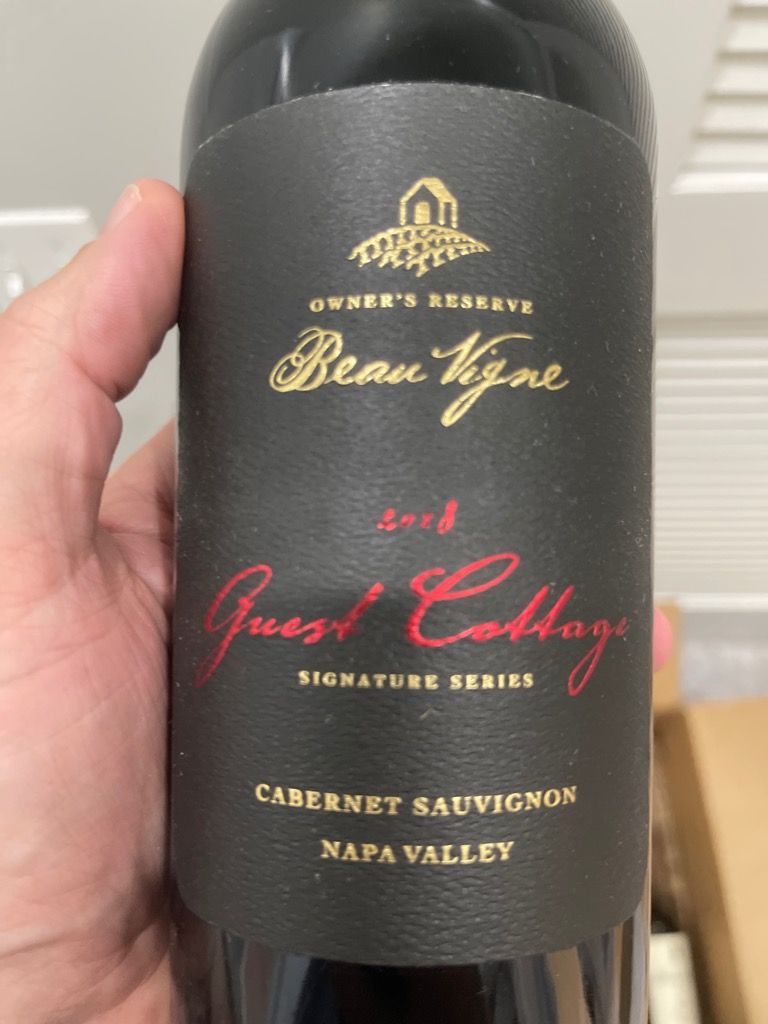 OWNER'S RESERVE
Beau Vigne
2018
Guest Cottage
SIGNATURE SERIES
CABERNET SAUVIGNON
NAPA VALLEY